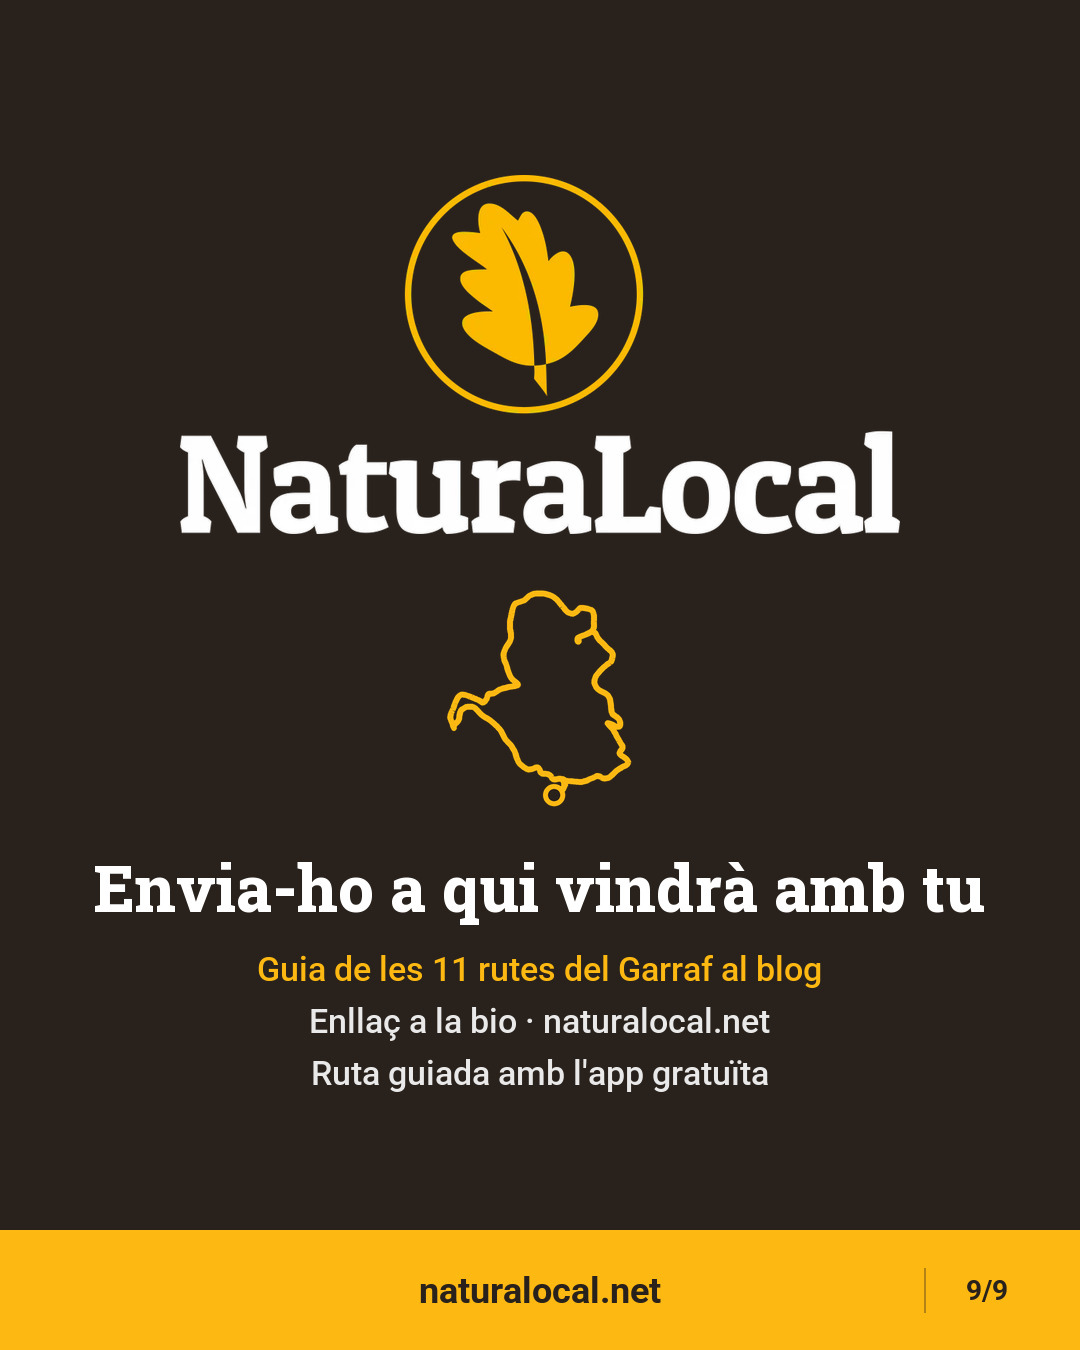 NaturaLocal
Envia-ho a qui vindrà amb tu
Guia de les 11 rutes del Garraf al blog
Enllaç a la bio · naturalocal.net
Ruta guiada amb l'app gratuïta
naturalocal.net
9/9